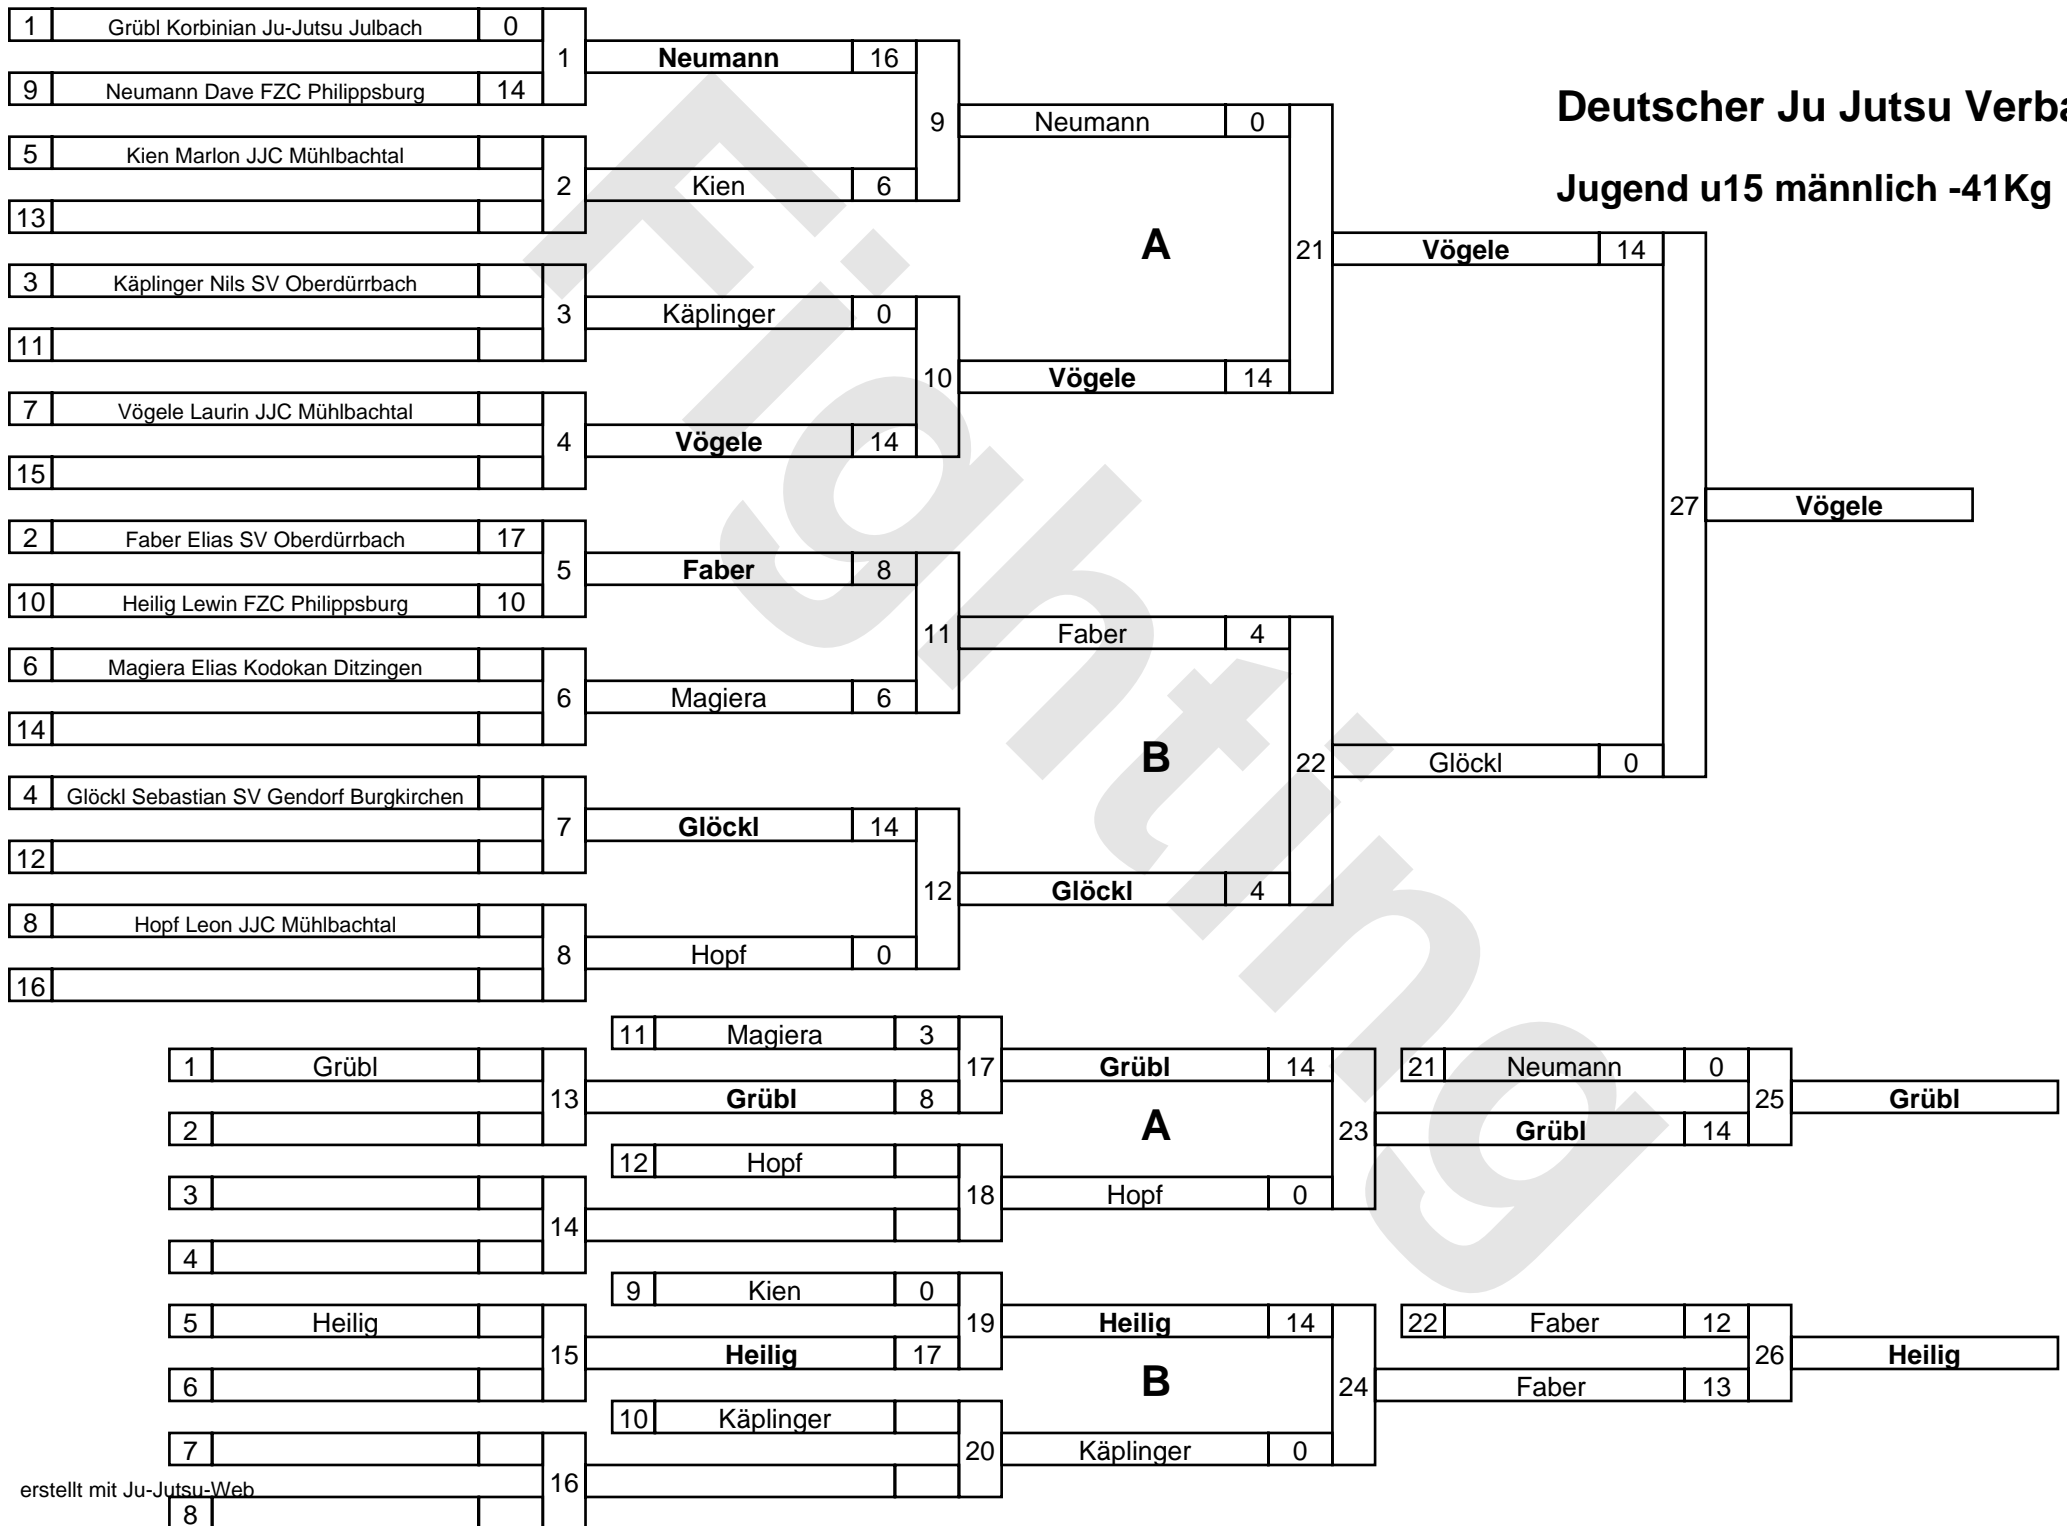 1 Grübl Korbinian Ju-Jutsu Julbach 0
1 Neumann 16
9 Neumann Dave FZC Philippsburg 14
Deutscher Ju Jutsu Verba
9 Neumann 0
5 Kien Marlon JJC Mühlbachtal
2 Kien 6
Jugend u15 männlich -41Kg
13
A 21 Vögele 14
3 Käplinger Nils SV Oberdürrbach
3 Käplinger 0
11
10 Vögele 14
7 Vögele Laurin JJC Mühlbachtal
4 Vögele 14
15
27 Vögele
2 Faber Elias SV Oberdürrbach 17
5 Faber 8
10 Heilig Lewin FZC Philippsburg 10
11 Faber 4
6 Magiera Elias Kodokan Ditzingen
6 Magiera 6
14
B 22 Glöckl 0
4 Glöckl Sebastian SV Gendorf Burgkirchen
7 Glöckl 14
12
12 Glöckl 4
8 Hopf Leon JJC Mühlbachtal
8 Hopf 0
16
11 Magiera 3
1 Grübl 17 Grübl 14 21 Neumann 0
13 Grübl 8 25 Grübl
2 A 23 Grübl 14
12 Hopf
3 18 Hopf 0
14
4
9 Kien 0
5 Heilig 19 Heilig 14 22 Faber 12
15 Heilig 17 26 Heilig
6 B 24 Faber 13
10 Käplinger
7 20 Käplinger 0
16
erstellt mit Ju-Jutsu-Web
8
Fighting